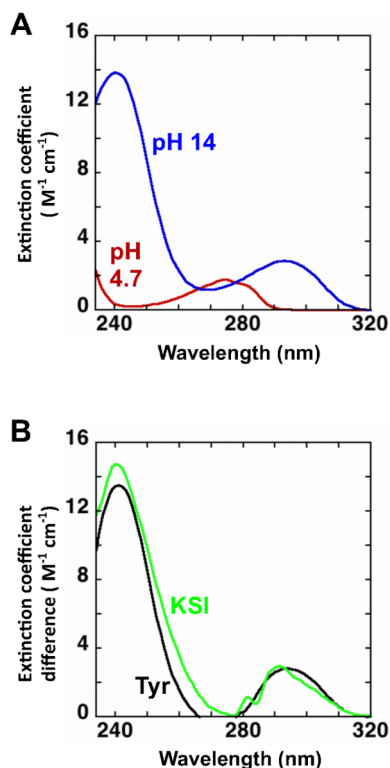 A
Extinction coefficient
( M⁻¹ cm⁻¹)
16
12
8
4
0
pH 14
pH
4.7
240
280
320
Wavelength (nm)
B
Extinction coefficient
difference ( M⁻¹ cm⁻¹)
16
12
8
4
0
KSI
Tyr
240
280
320
Wavelength (nm)